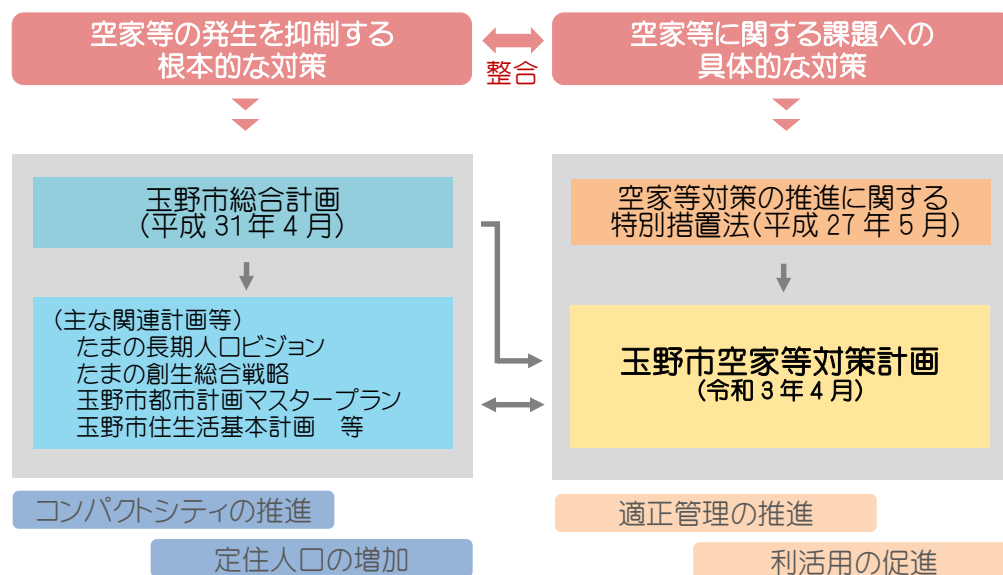 空家等の発生を抑制する
根本的な対策
整合
空家等に関する課題への
具体的な対策
玉野市総合計画
(平成 31 年 4 月)
(主な関連計画等)
たまの長期人口ビジョン
たまの創生総合戦略
玉野市都市計画マスタープラン
玉野市住生活基本計画 等
空家等対策の推進に関する
特別措置法(平成 27 年 5 月)
玉野市空家等対策計画
(令和 3 年 4 月)
コンパクトシティの推進
定住人口の増加
適正管理の推進
利活用の促進